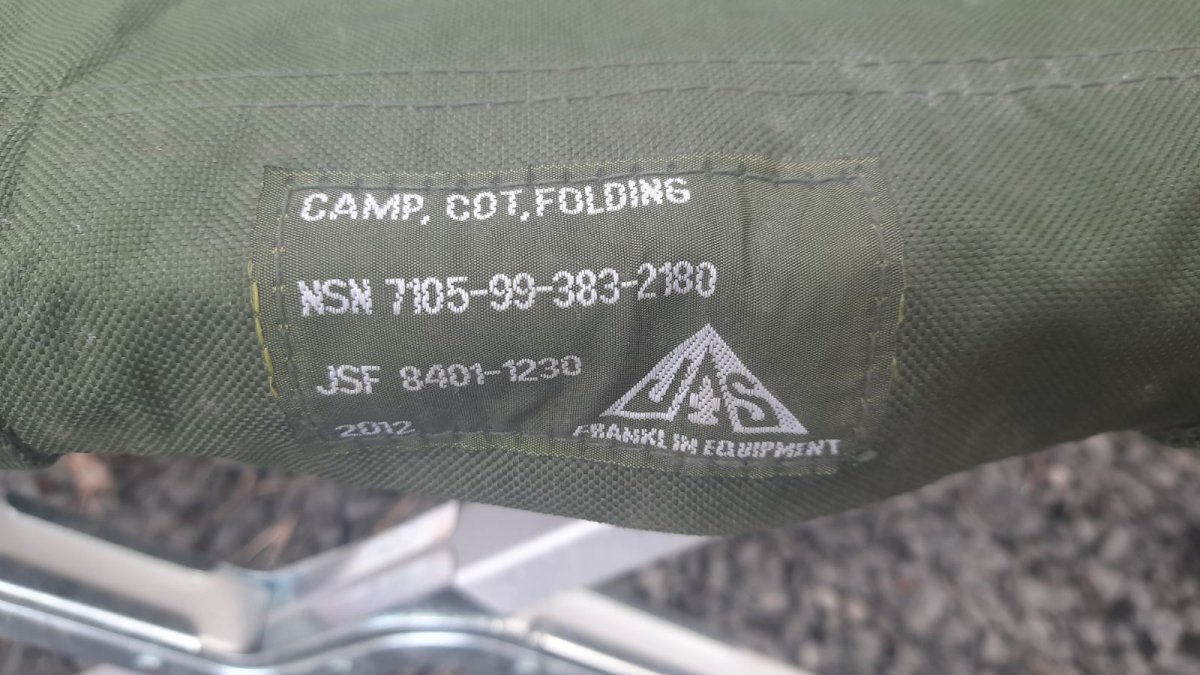 CAMP, COT, FOLDING
NSN 7105-99-383-2180
JSF 8401-1230
2012
J&S
FRANKLIN EQUIPMENT